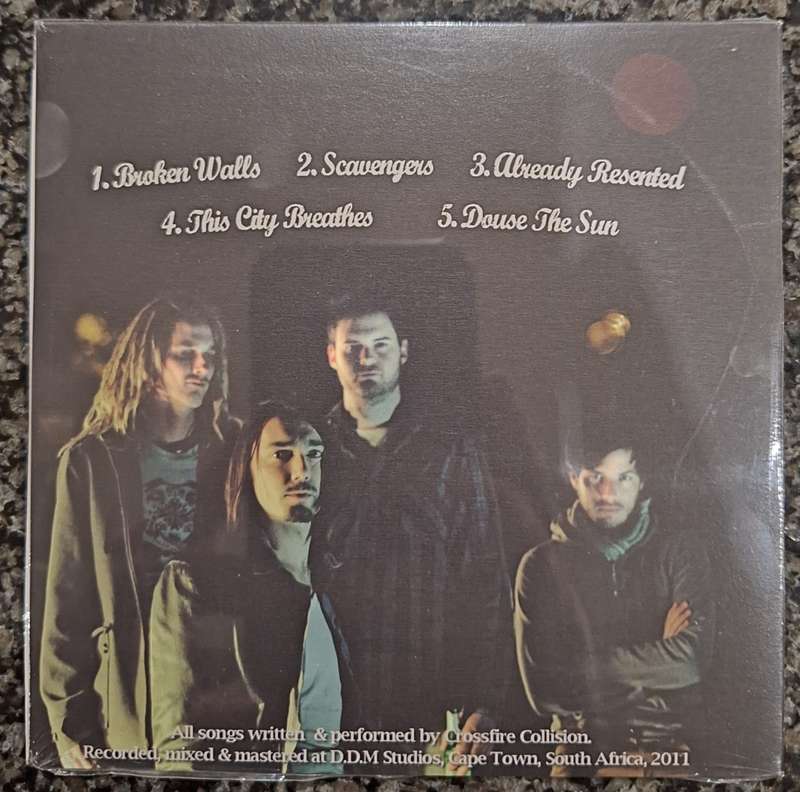 1. Broken Walls 2. Scavengers 3. Already Resented
4. This City Breathes 5. Douse The Sun
All songs written & performed by Crossfire Collision.
Recorded, mixed & mastered at D.D.M Studios, Cape Town, South Africa, 2011